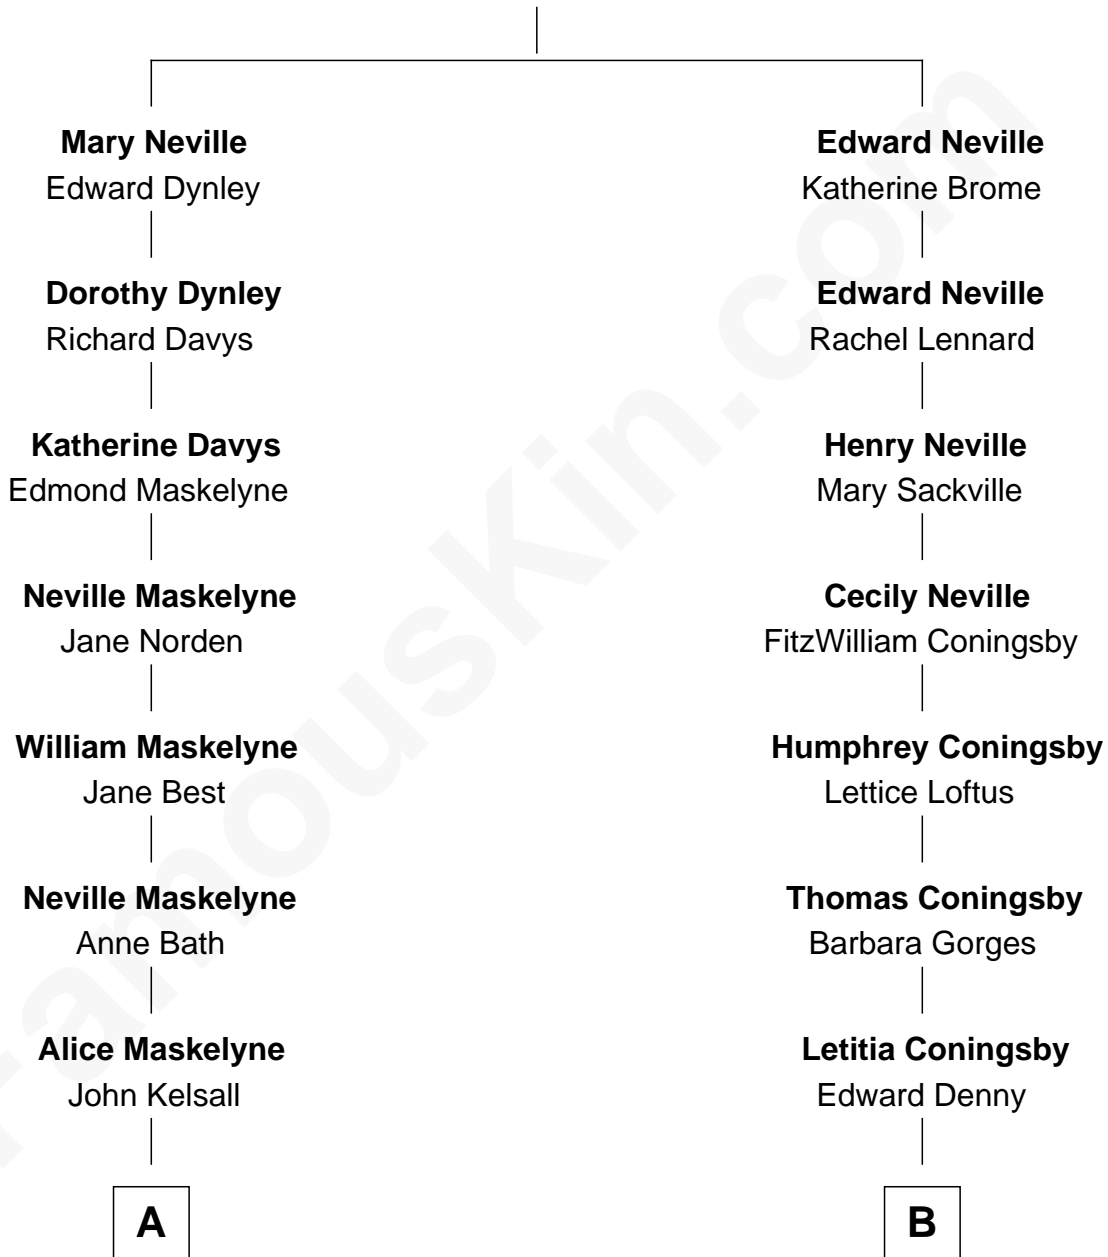 Mary Neville
Edward Dynley
Dorothy Dynley
Richard Davys
Katherine Davys
Edmond Maskelyne
Neville Maskelyne
Jane Norden
William Maskelyne
Jane Best
Neville Maskelyne
Anne Bath
Alice Maskelyne
John Kelsall
A
Edward Neville
Katherine Brome
Edward Neville
Rachel Lennard
Henry Neville
Mary Sackville
Cecily Neville
FitzWilliam Coningsby
Humphrey Coningsby
Lettice Loftus
Thomas Coningsby
Barbara Gorges
Letitia Coningsby
Edward Denny
B
FamousKin.com